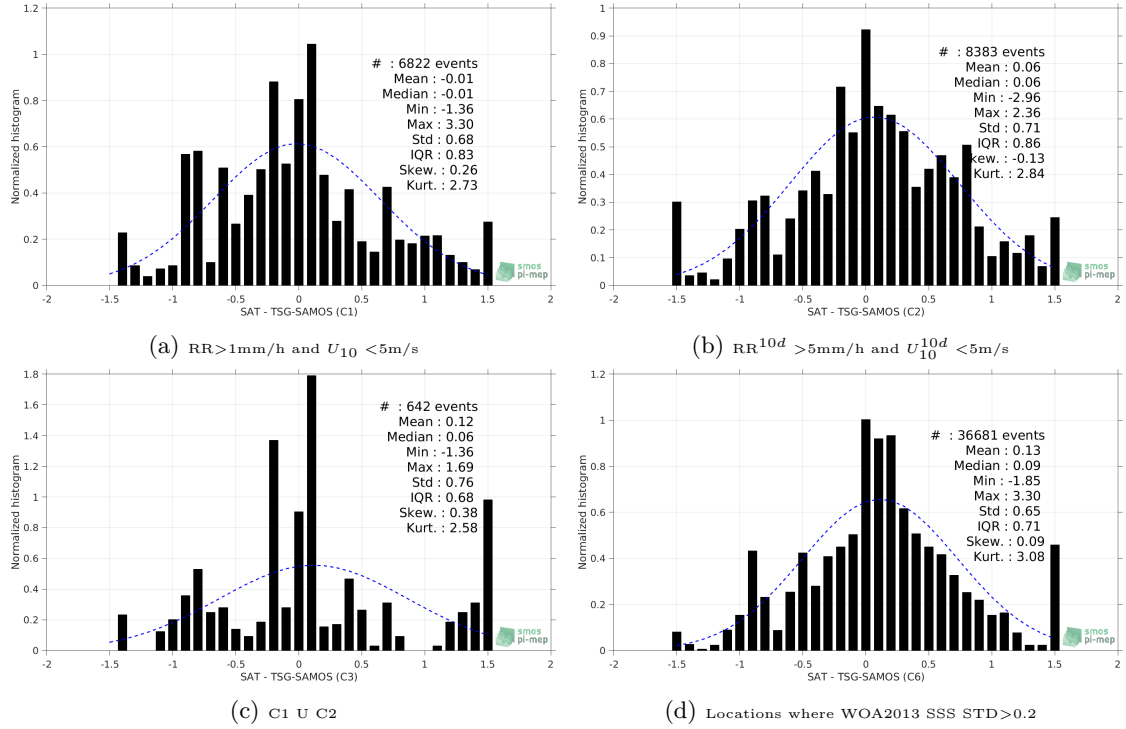 1.2
1
0.8
0.6
0.4
0.2
0
Normalized histogram
# : 6822 events
Mean : -0.01
Median : -0.01
Min : -1.36
Max : 3.30
Std : 0.68
IQR : 0.83
Skew. : 0.26
Kurt. : 2.73
smos
pi-mep
-2 -1.5 -1 -0.5 0 0.5 1 1.5 2
SAT - TSG-SAMOS (C1)
(a) RR>1mm/h and U10 <5m/s
1
0.9
0.8
0.7
0.6
0.5
0.4
0.3
0.2
0.1
0
Normalized histogram
# : 8383 events
Mean : 0.06
Median : 0.06
Min : -2.96
Max : 2.36
Std : 0.71
IQR : 0.86
kew. : -0.13
Kurt. : 2.84
smos
pi-mep
-2 -1.5 -1 -0.5 0 0.5 1 1.5 2
SAT - TSG-SAMOS (C2)
(b) RR^10d >5mm/h and U10^10d <5m/s
1.8
1.6
1.4
1.2
1
0.8
0.6
0.4
0.2
0
Normalized histogram
# : 642 events
Mean : 0.12
Median : 0.06
Min : -1.36
Max : 1.69
Std : 0.76
IQR : 0.68
Skew. : 0.38
Kurt. : 2.58
smos
pi-mep
-2 -1.5 -1 -0.5 0 0.5 1 1.5 2
SAT - TSG-SAMOS (C3)
(c) C1 U C2
1.2
1
0.8
0.6
0.4
0.2
0
Normalized histogram
# : 36681 events
Mean : 0.13
Median : 0.09
Min : -1.85
Max : 3.30
Std : 0.65
IQR : 0.71
Skew. : 0.09
Kurt. : 3.08
smos
pi-mep
-2 -1.5 -1 -0.5 0 0.5 1 1.5 2
SAT - TSG-SAMOS (C6)
(d) Locations where WOA2013 SSS STD>0.2